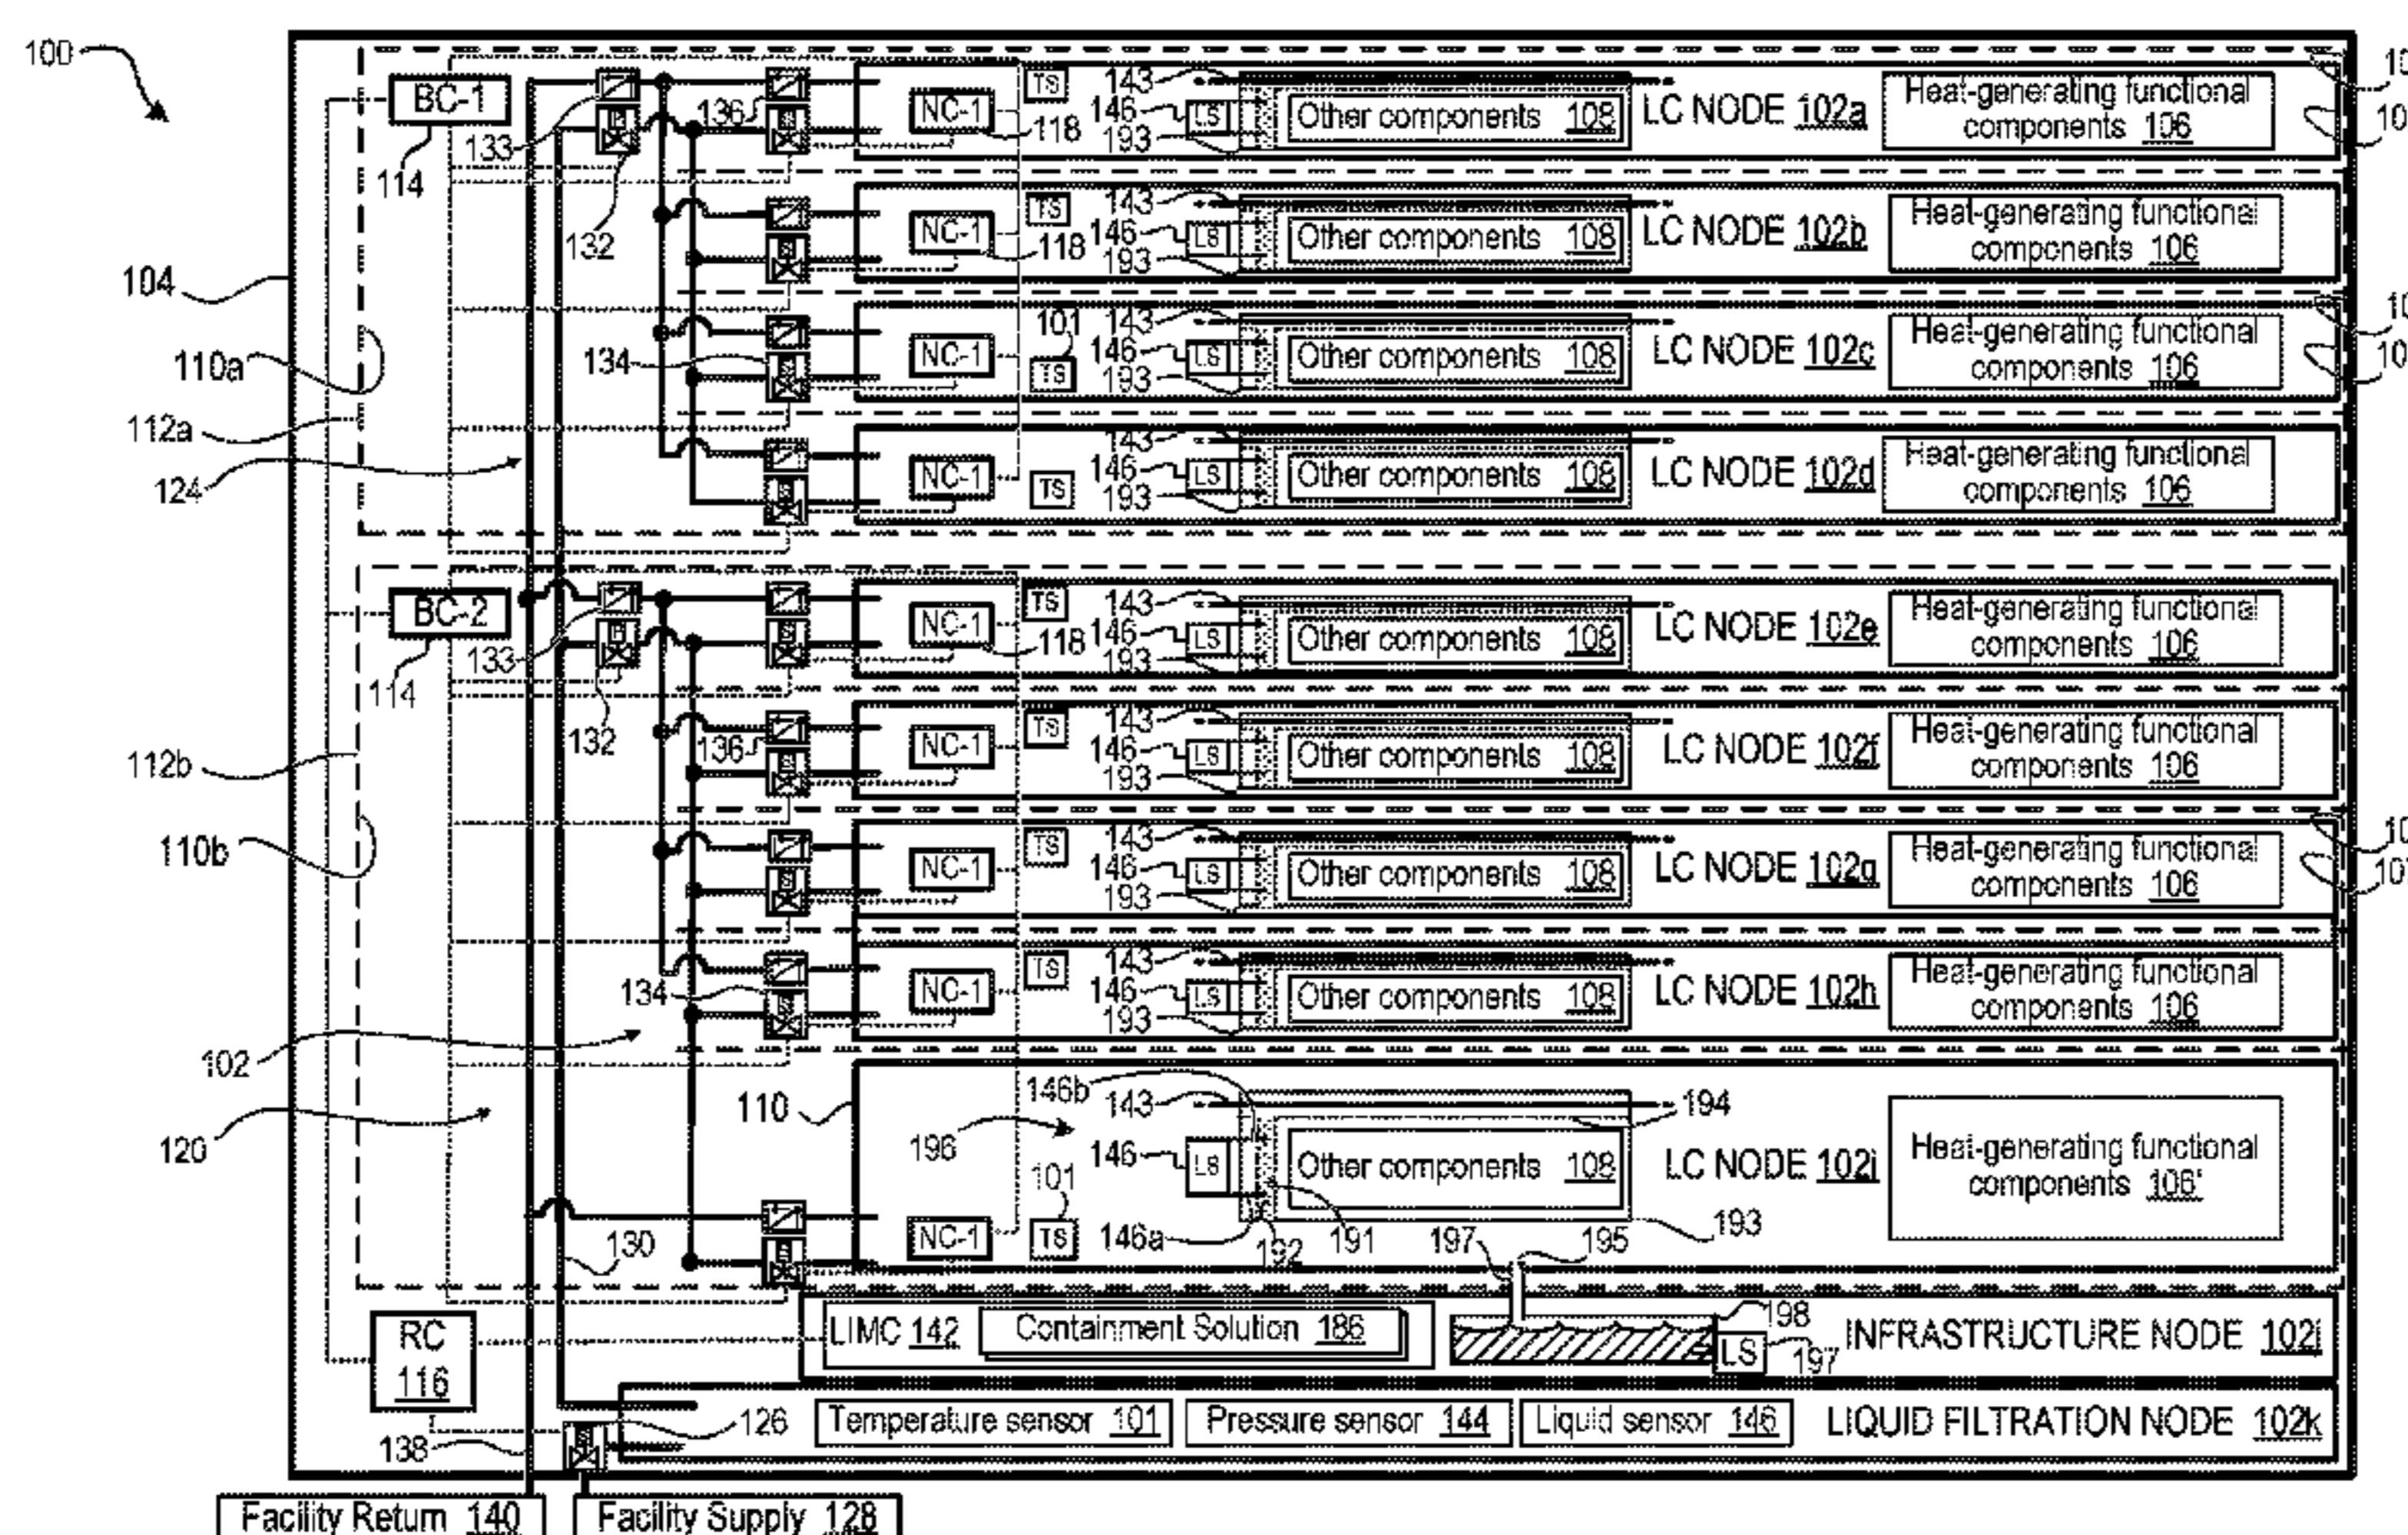 100
104
110a
112a
124
112b
110b
102
120
BC-1
114
133
132
136
NC-1
118
TS
143
146
LS
193
Other components 108
LC NODE 102a
Heat-generating functional
components 106
NC-1
118
TS
143
146
LS
193
Other components 108
LC NODE 102b
Heat-generating functional
components 106
134
NC-1
101
TS
143
146
LS
193
Other components 108
LC NODE 102c
Heat-generating functional
components 106
NC-1
TS
143
146
LS
193
Other components 108
LC NODE 102d
Heat-generating functional
components 106
BC-2
114
133
132
NC-1
118
TS
143
146
LS
193
Other components 108
LC NODE 102e
Heat-generating functional
components 106
136
NC-1
TS
143
146
LS
193
Other components 108
LC NODE 102f
Heat-generating functional
components 106
NC-1
TS
143
146
LS
193
Other components 108
LC NODE 102g
Heat-generating functional
components 106
134
NC-1
TS
143
146
LS
193
Other components 108
LC NODE 102h
Heat-generating functional
components 106
110
196
146b
143
146
LS
146a
192
191
194
Other components 108
LC NODE 102i
Heat-generating functional
components 106'
193
NC-1
101
TS
197
195
130
RC
116
LIMC 142
Containment Solution 186
198
LS
197
INFRASTRUCTURE NODE 102j
138
126
Temperature sensor 101
Pressure sensor 144
Liquid sensor 146
LIQUID FILTRATION NODE 102k
Facility Return 140
Facility Supply 128